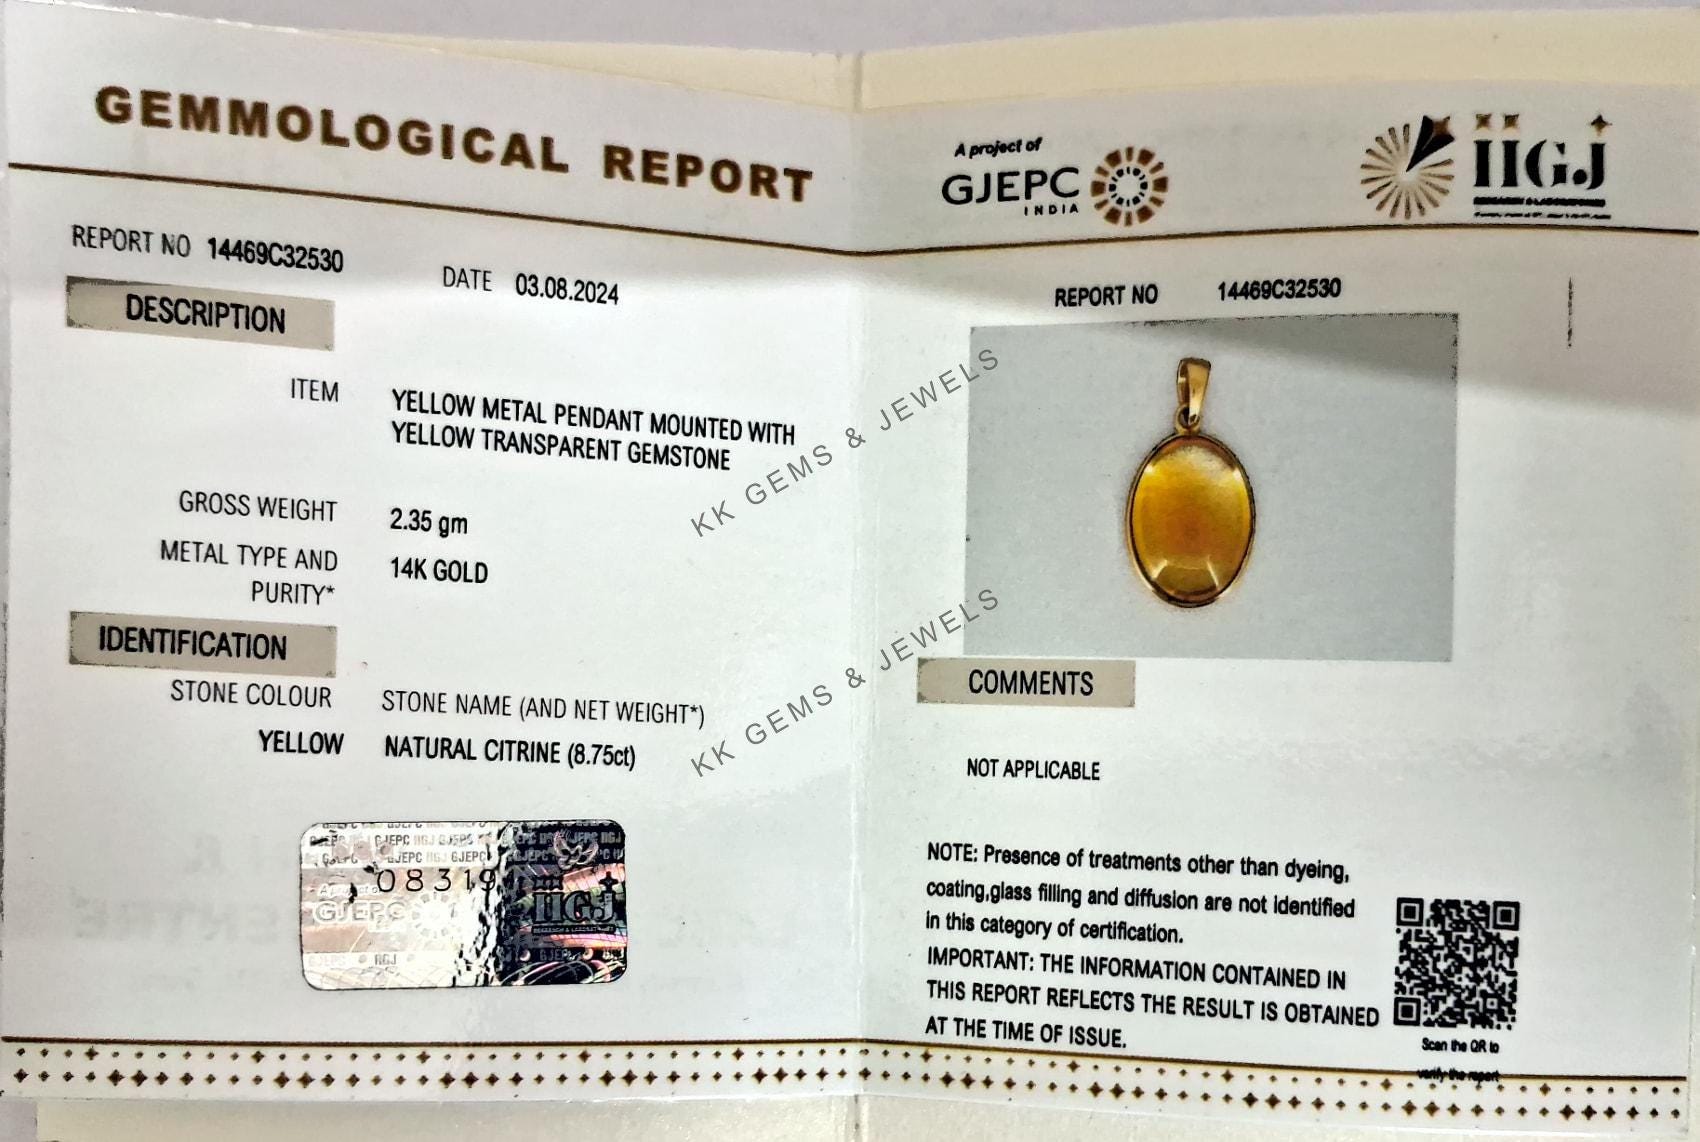 GEMMOLOGICAL REPORT
REPORT NO 14469C32530
DATE 03.08.2024
DESCRIPTION
ITEM YELLOW METAL PENDANT MOUNTED WITH
YELLOW TRANSPARENT GEMSTONE
GROSS WEIGHT 2.35 gm
METAL TYPE AND 14K GOLD
PURITY*
IDENTIFICATION
STONE COLOUR STONE NAME (AND NET WEIGHT*)
YELLOW NATURAL CITRINE (8.75ct)
08319
GJEPC
IIGJ
A project of
GJEPC
INDIA
IIGJ
RESEARCH & LABORATORIES
REPORT NO 14469C32530
KK GEMS & JEWELS
KK GEMS & JEWELS
COMMENTS
NOT APPLICABLE
NOTE: Presence of treatments other than dyeing,
coating,glass filling and diffusion are not identified
in this category of certification.
IMPORTANT: THE INFORMATION CONTAINED IN
THIS REPORT REFLECTS THE RESULT IS OBTAINED
AT THE TIME OF ISSUE.
Scan the QR to
verify the report